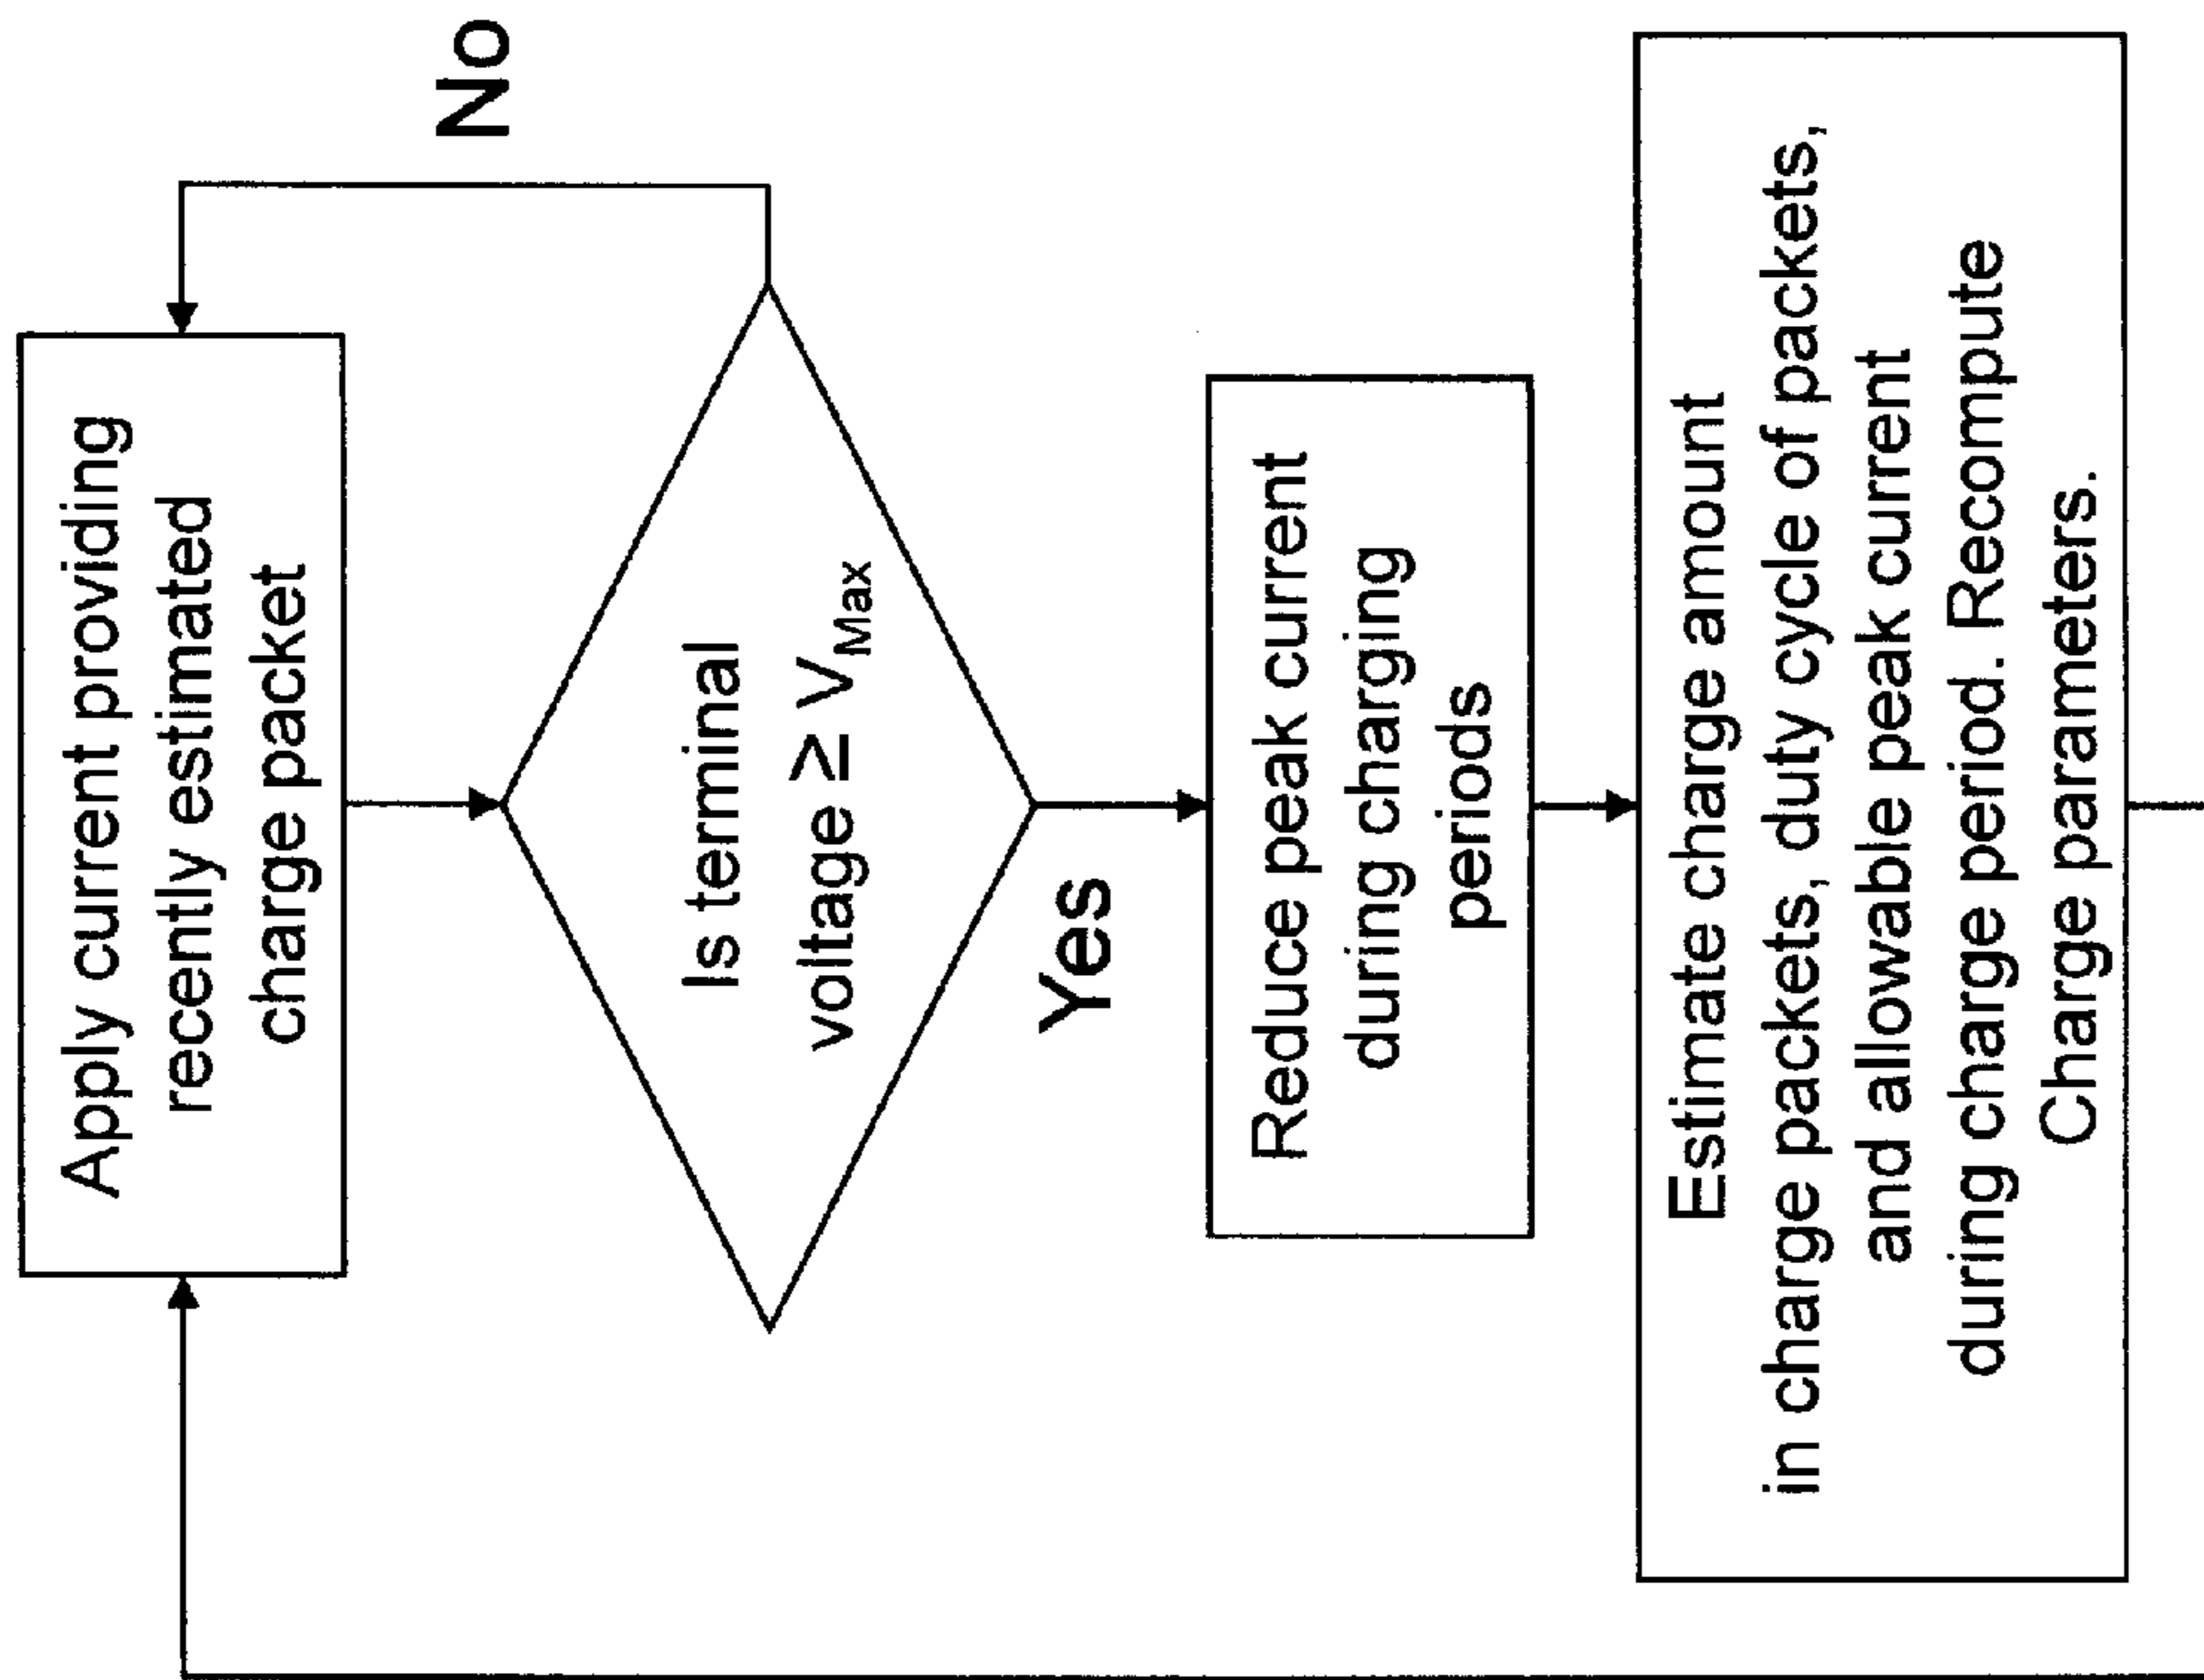 Apply current providing
recently estimated
charge packet
No
Is terminal
voltage ≥ VMax
Yes
Reduce peak current
during charging
periods
Estimate charge amount
in charge packets, duty cycle of packets,
and allowable peak current
during charge period. Recompute
Charge parameters.